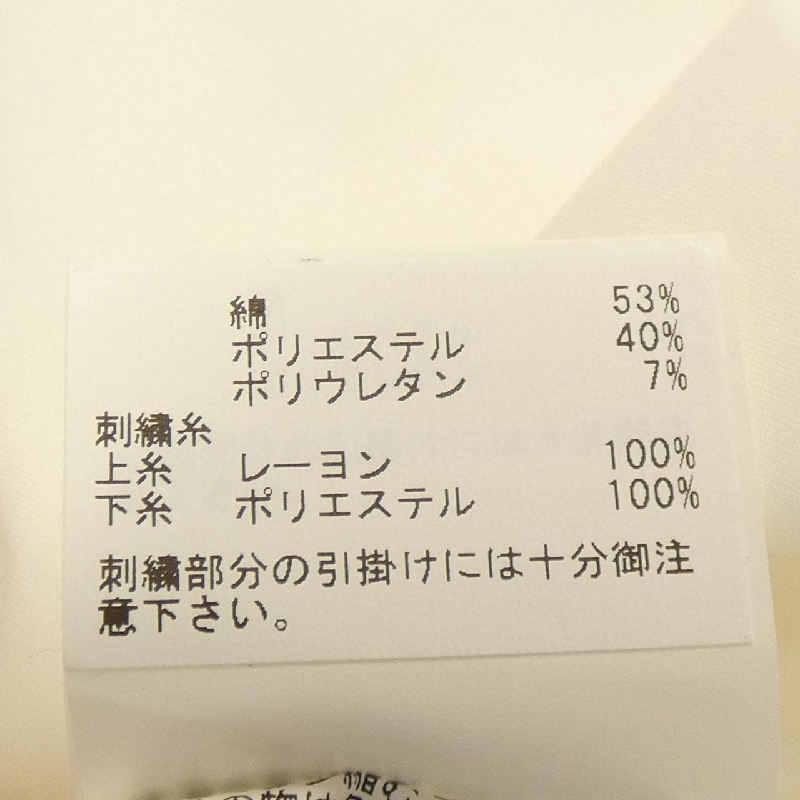 綿 53%
ポリエステル 40%
ポリウレタン 7%
刺繍糸
上糸 レーヨン 100%
下糸 ポリエステル 100%
刺繍部分の引掛けには十分御注
意下さい。